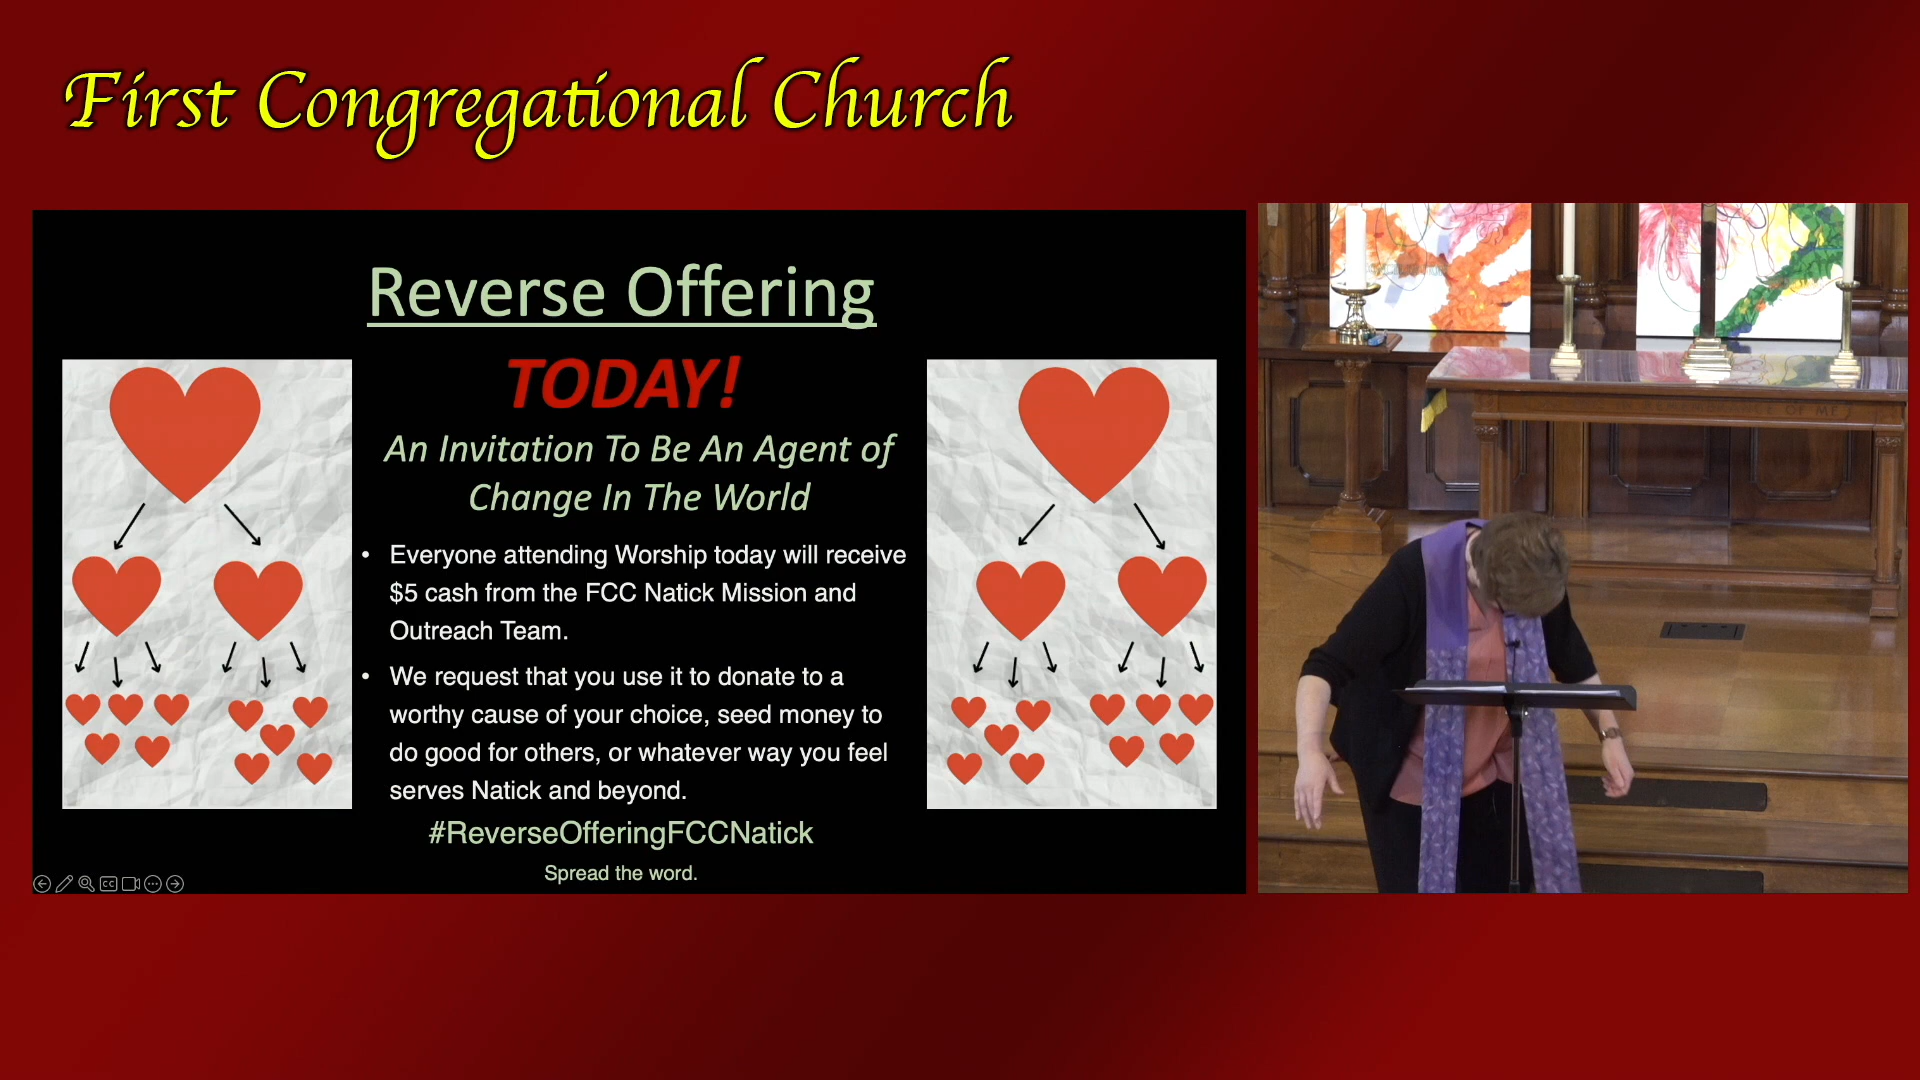 First Congregational Church
Reverse Offering
TODAY!
An Invitation To Be An Agent of
Change In The World
• Everyone attending Worship today will receive
$5 cash from the FCC Natick Mission and
Outreach Team.
• We request that you use it to donate to a
worthy cause of your choice, seed money to
do good for others, or whatever way you feel
serves Natick and beyond.
#ReverseOfferingFCCNatick
Spread the word.
CC
OF ME